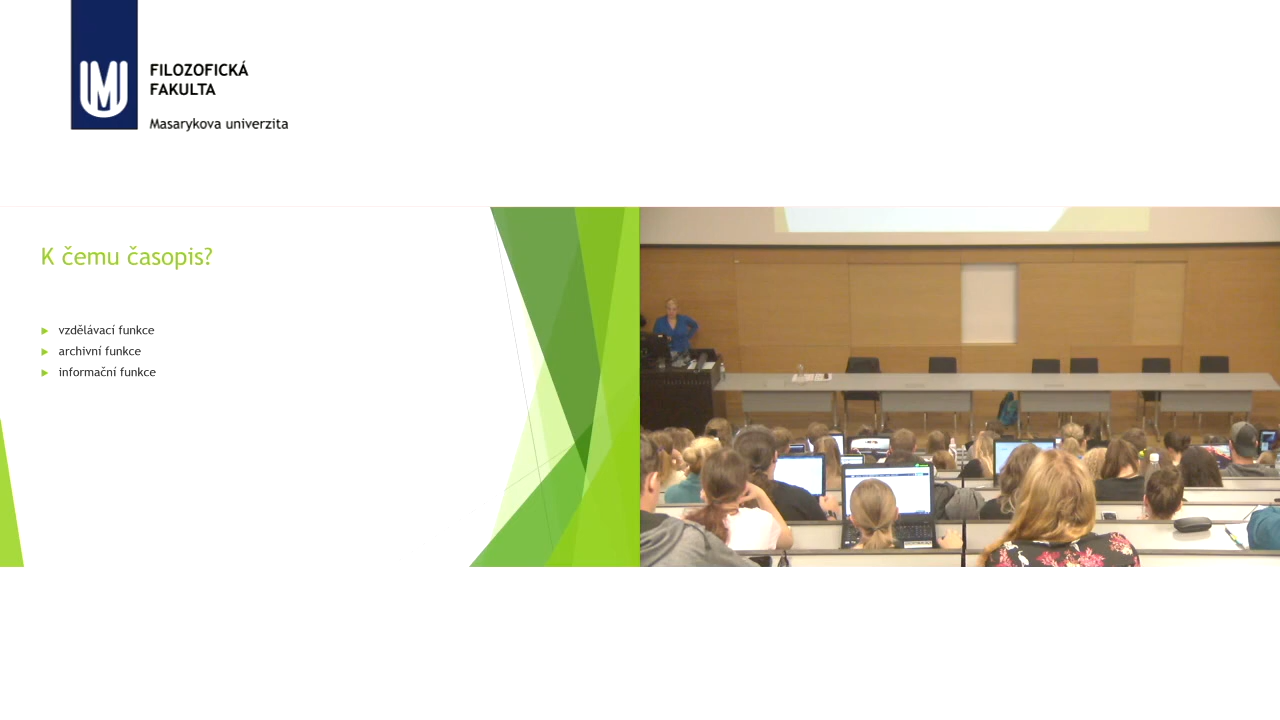 FILOZOFICKÁ
FAKULTA
Masarykova univerzita
K čemu časopis?
vzdělávací funkce
archivní funkce
informační funkce